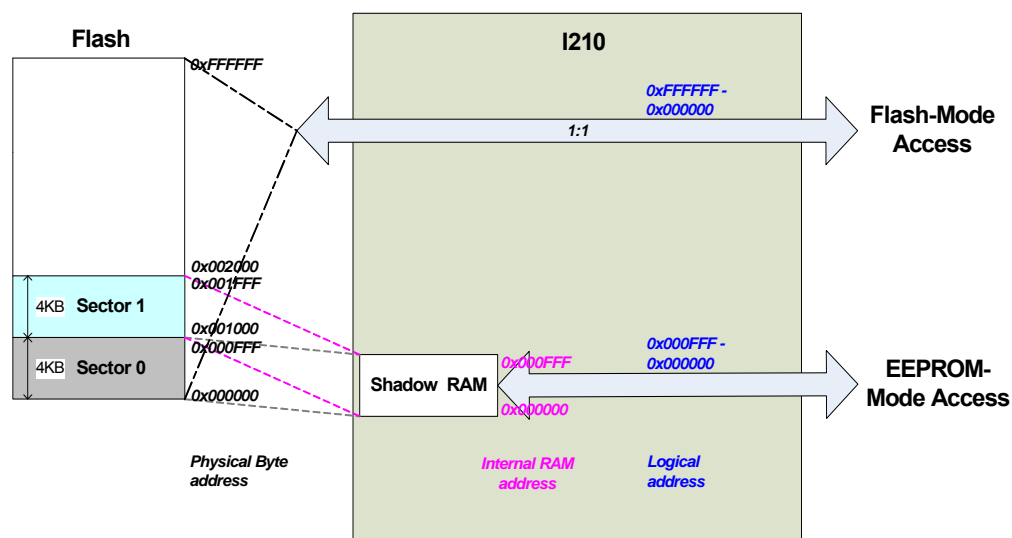 Flash
I210
0xFFFFFF
0xFFFFFF -
0x000000
1:1
Flash-Mode
Access
0x002000
0x001FFF
4KB Sector 1
0x001000
0x000FFF
4KB Sector 0
0x000000
Shadow RAM
0x000FFF
0x000000
0x000FFF -
0x000000
EEPROM-
Mode Access
Physical Byte
address
Internal RAM
address
Logical
address